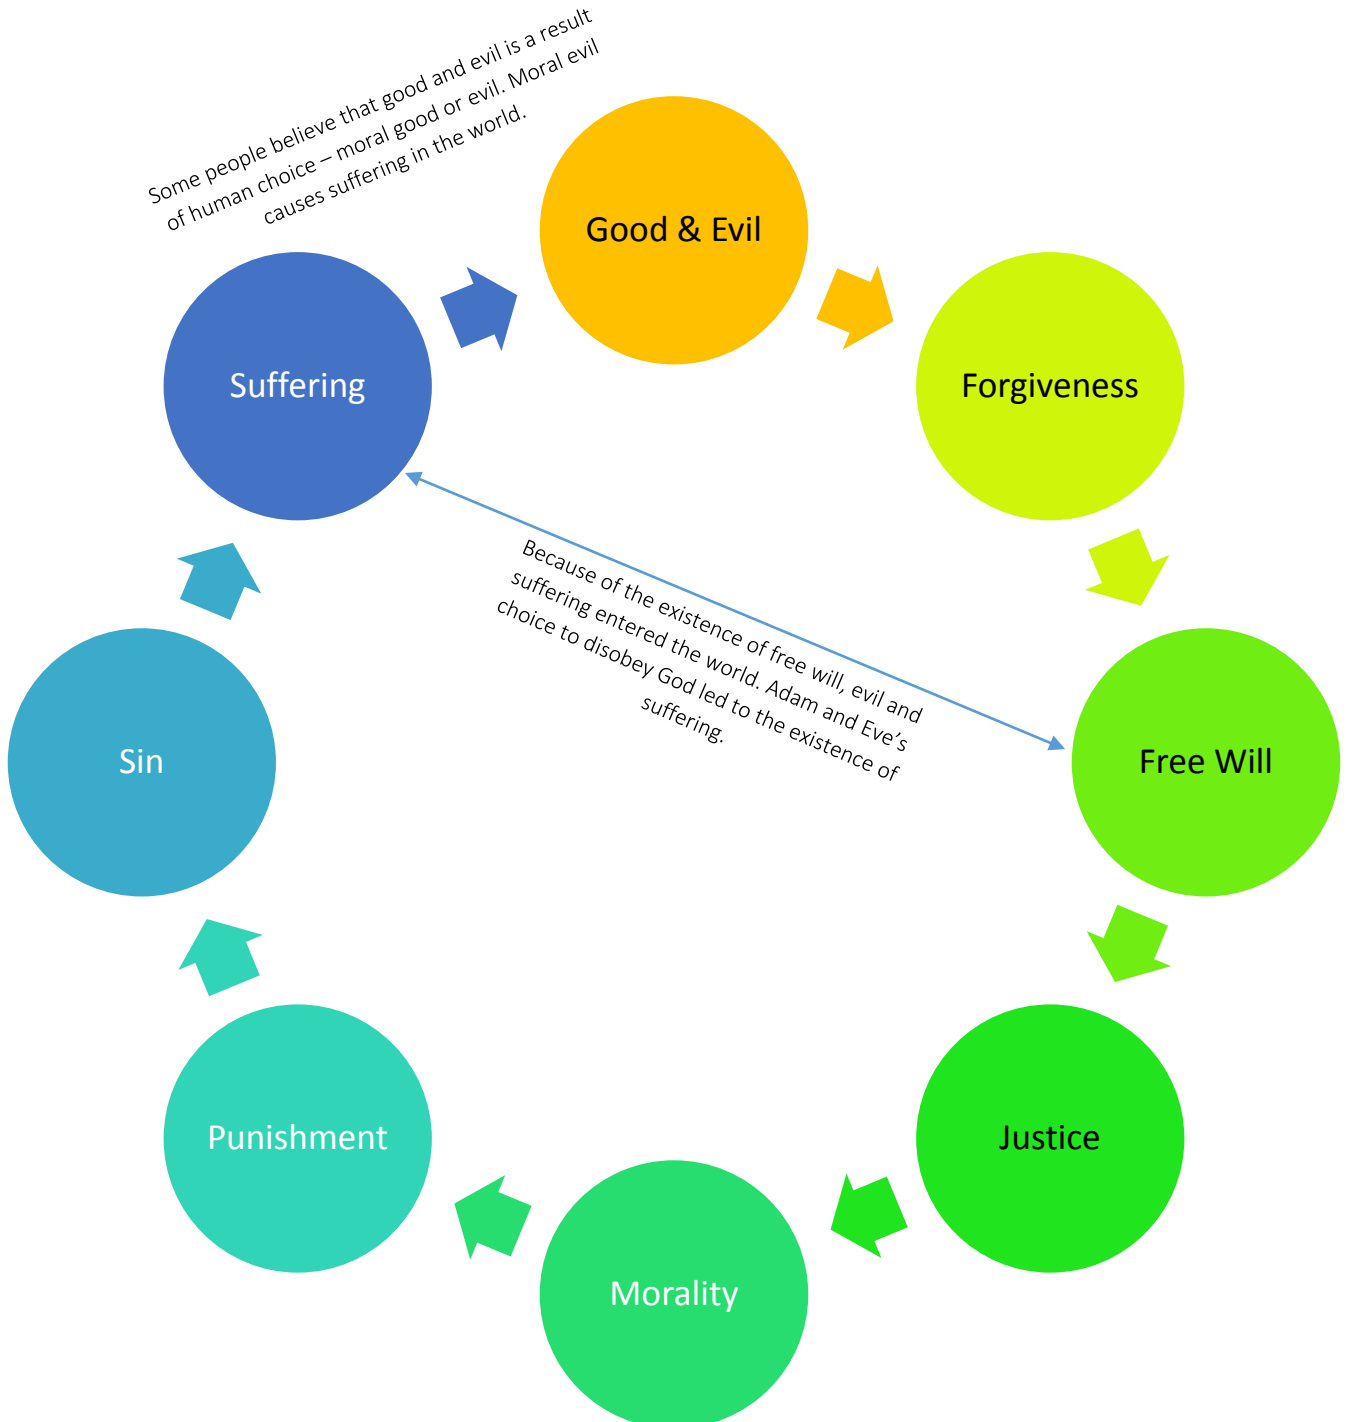 Some people believe that good and evil is a result
of human choice – moral good or evil. Moral evil
causes suffering in the world.
Good & Evil
Suffering
Forgiveness
Because of the existence of free will, evil and
suffering entered the world. Adam and Eve’s
choice to disobey God led to the existence of
suffering.
Sin
Free Will
Punishment
Justice
Morality